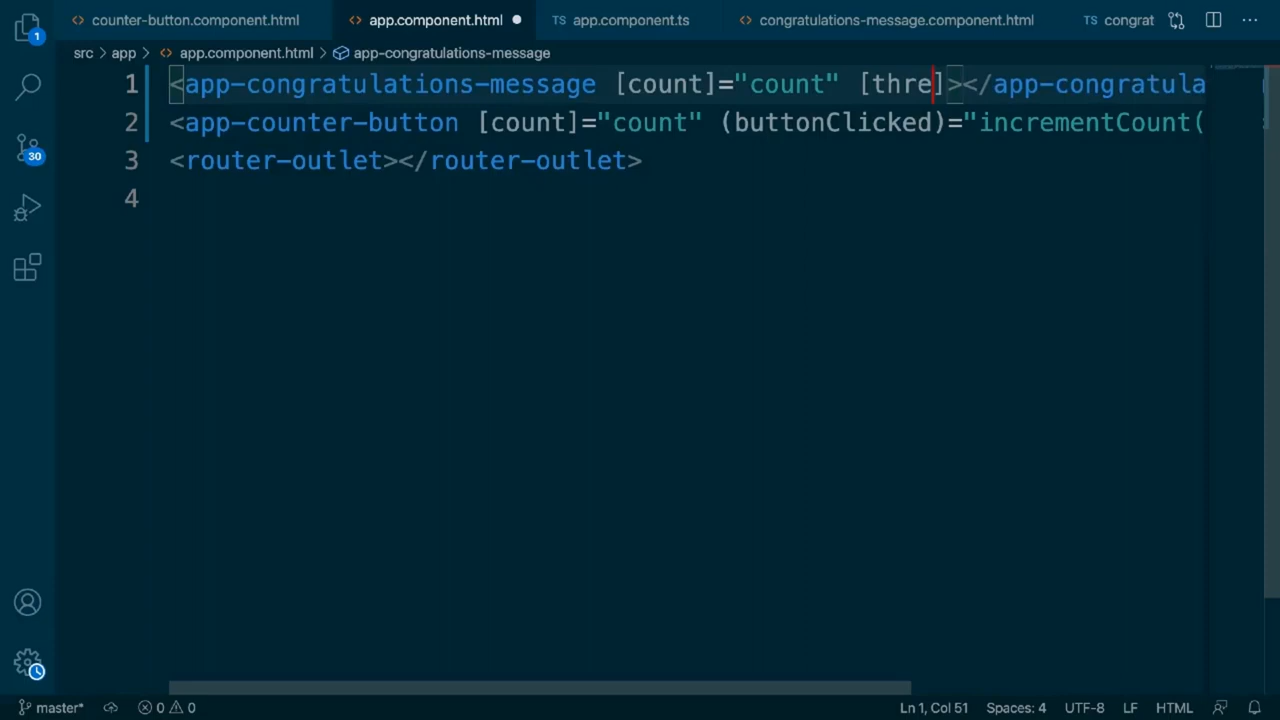 counter-button.component.html app.component.html TS app.component.ts congratulations-message.component.html TS congrat ...
1
src app app.component.html app-congratulations-message
1 <app-congratulations-message [count]="count" [thre]></app-congratula
2 <app-counter-button [count]="count" (buttonClicked)="incrementCount(
3 <router-outlet></router-outlet>
30
4
master* 0 0 Ln 1, Col 51 Spaces: 4 UTF-8 LF HTML